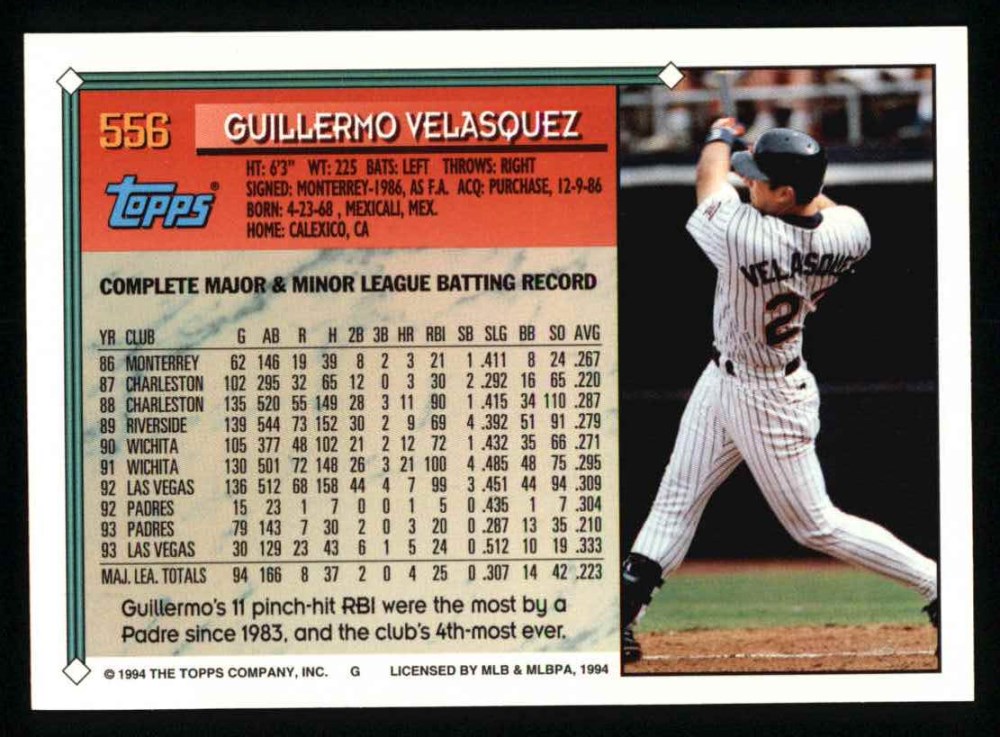 556
GUILLERMO VELASQUEZ
TOPPS®
HT: 6'3" WT: 225 BATS: LEFT THROWS: RIGHT
SIGNED: MONTERREY-1986, AS F.A. ACQ: PURCHASE, 12-9-86
BORN: 4-23-68 , MEXICALI, MEX.
HOME: CALEXICO, CA
COMPLETE MAJOR & MINOR LEAGUE BATTING RECORD
YR CLUB G AB R H 2B 3B HR RBI SB SLG BB SO AVG
86 MONTERREY 62 146 19 39 8 2 3 21 1 .411 8 24 .267
87 CHARLESTON 102 295 32 65 12 0 3 30 2 .292 16 65 .220
88 CHARLESTON 135 520 55 149 28 3 11 90 1 .415 34 110 .287
89 RIVERSIDE 139 544 73 152 30 2 9 69 4 .392 51 91 .279
90 WICHITA 105 377 48 102 21 2 12 72 1 .432 35 66 .271
91 WICHITA 130 501 72 148 26 3 21 100 4 .485 48 75 .295
92 LAS VEGAS 136 512 68 158 44 4 7 99 3 .451 44 94 .309
92 PADRES 15 23 1 7 0 0 1 5 0 .435 1 7 .304
93 PADRES 79 143 7 30 2 0 3 20 0 .287 13 35 .210
93 LAS VEGAS 30 129 23 43 6 1 5 24 0 .512 10 19 .333
MAJ. LEA. TOTALS 94 166 8 37 2 0 4 25 0 .307 14 42 .223
Guillermo's 11 pinch-hit RBI were the most by a
Padre since 1983, and the club's 4th-most ever.
© 1994 THE TOPPS COMPANY, INC. G LICENSED BY MLB & MLBPA, 1994
VELASQUE
2